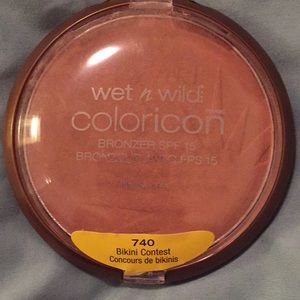 wet n wild
coloricon
BRONZER SPF 15
FPS 15
740
Bikini Contest
Concours de bikinis